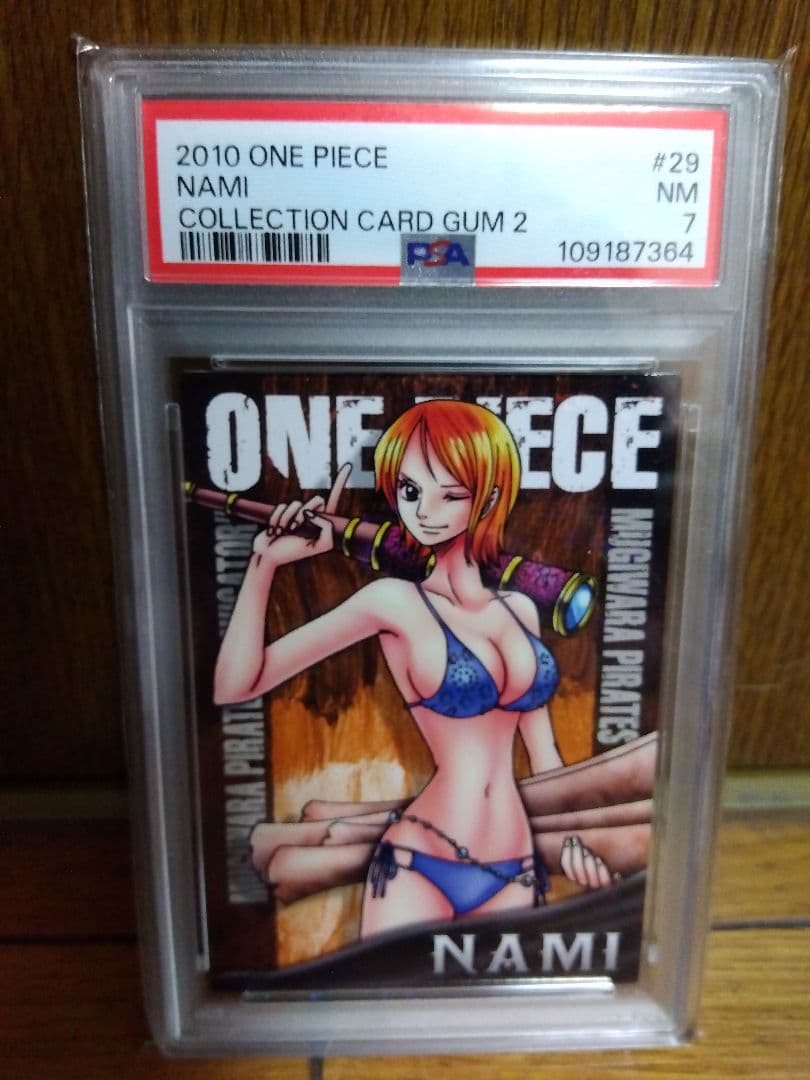 2010 ONE PIECE
#29
NAMI
NM
COLLECTION CARD GUM 2
7
PSA
109187364
ONE PIECE
MUGIWARA PIRATES
MUGIWARA PIRATE
NAMI